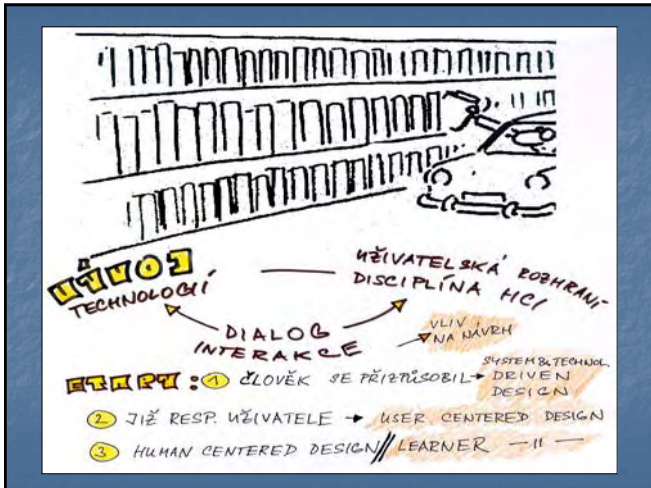 VÝVOJ
TECHNOLOGIÍ
UŽIVATELSKÁ ROZHRANÍ
DISCIPLÍNA HCI
DIALOG
INTERAKCE
VLIV
NA NÁVRH
ETAPY: 1 ČLOVĚK SE PŘIZPŮSOBIL → SYSTEM & TECHNOL.
DRIVEN
DESIGN
2 JIŽ RESP. UŽIVATELE → USER CENTERED DESIGN
3 HUMAN CENTERED DESIGN // LEARNER —〃—